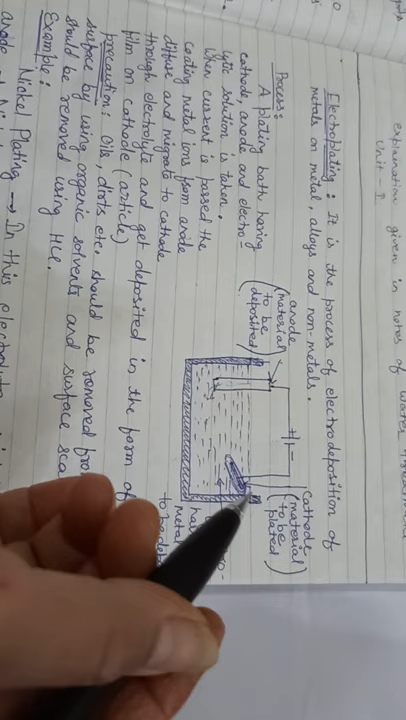 explanation given in notes of water
Unit - I
Electroplating : It is the process of electrodeposition of
metals on metal, alloys and non-metals.
Process:
A plating bath having
cathode, anode and electro-
lytic solution is taken.
When current is passed the
coating metal ions from anode
diffuse and migrate to cathode
through electrolyte and get deposited in the form of
film on cathode (article)
anode
(material
to be
deposited)
+
-
cathode
(material
to be
plated)
metal
precaution : Oils, dirts etc. should be removed
surface by using organic solvents and surface
should be removed using HCl.
Example:
Nickel Plating → In this